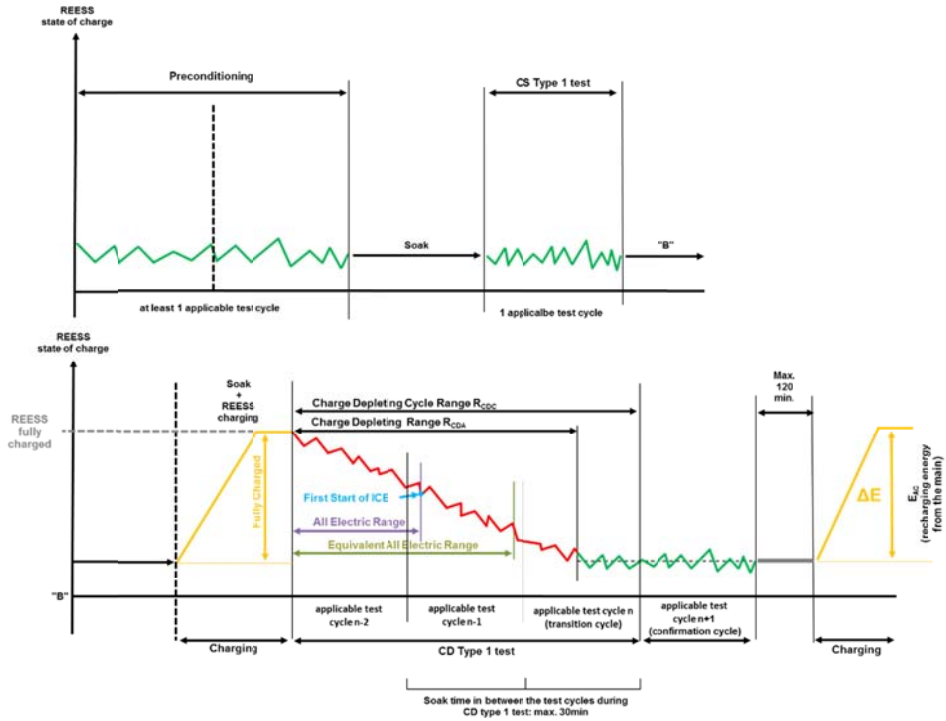 REESS
state of charge
Preconditioning
CS Type 1 test
Soak
"B"
at least 1 applicable test cycle
1 applicalbe test cycle
REESS
state of charge
Max.
120
min.
Soak
+
REESS
charging
Charge Depleting Cycle Range RCDC
REESS
fully
charged
Charge Depleting Range RCDA
Fully Charged
First Start of ICE
ΔE
EAC
(recharging energy
from the main)
All Electric Range
Equivalent All Electric Range
"B"
applicable test
cycle n-2
applicable test
cycle n-1
applicable test cycle n
(transition cycle)
applicable test
cycle n+1
(confirmation cycle)
Charging
CD Type 1 test
Charging
Soak time in between the test cycles during
CD type 1 test: max. 30min